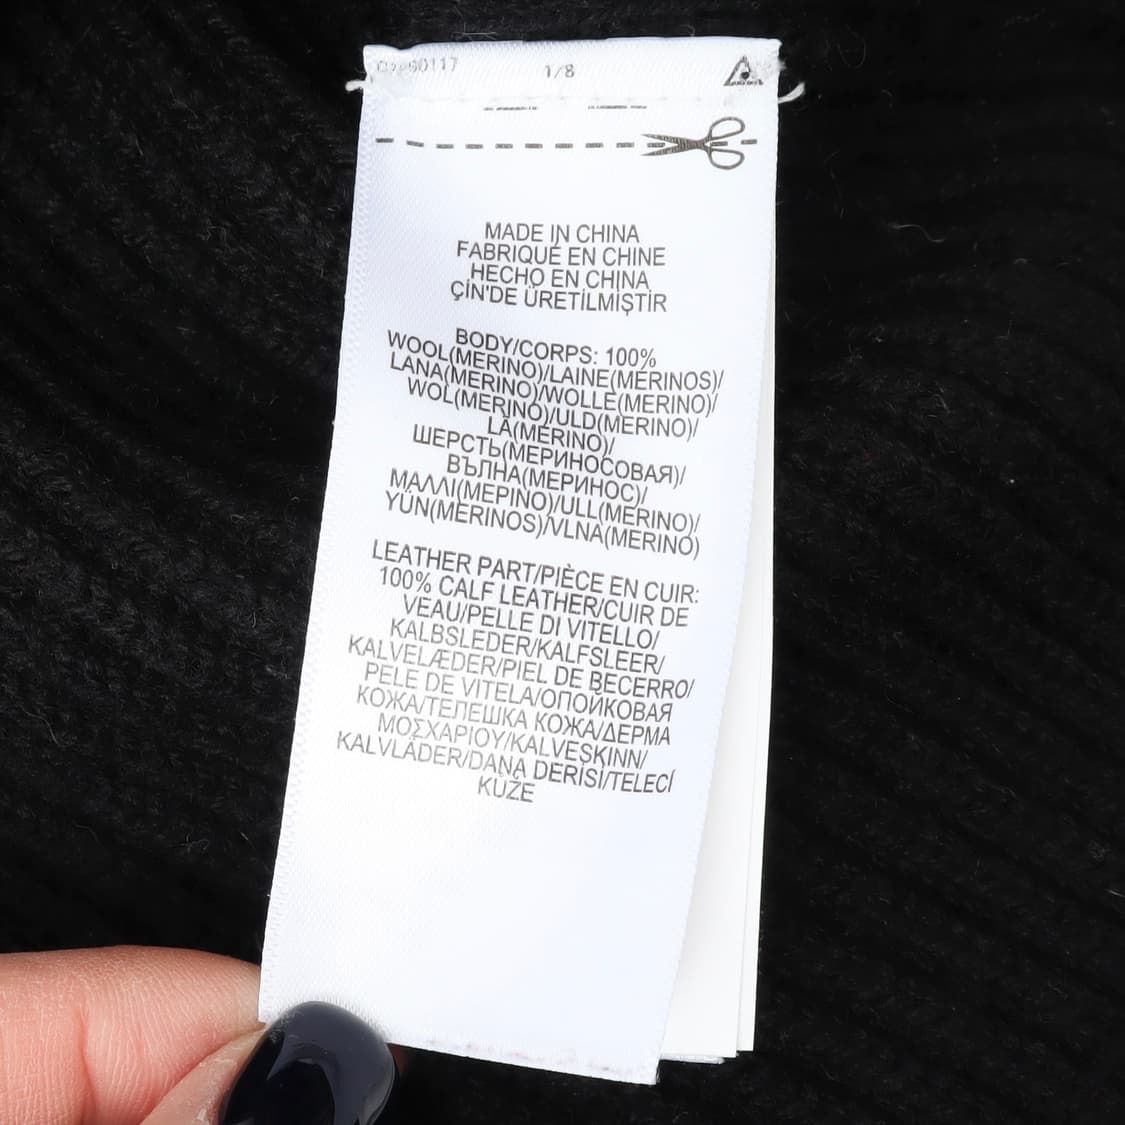 1/8
MADE IN CHINA
FABRIQUÉ EN CHINE
HECHO EN CHINA
ÇİN'DE ÜRETİLMİŞTİR
BODY/CORPS: 100%
WOOL(MERINO)/LAINE(MERINOS)/
LANA(MERINO)/WOLLE(MERINO)/
WOL(MERINO)/ULD(MERINO)/
LÃ(MERINO)/
ШЕРСТЬ(МЕРИНОСОВАЯ)/
ВЪЛНА(МЕРИНОС)/
ΜΑΛΛΙ(ΜΕΡΙΝΟ)/ULL(MERINO)/
YÜN(MERINOS)/VLNA(MERINO)
LEATHER PART/PIÈCE EN CUIR:
100% CALF LEATHER/CUIR DE
VEAU/PELLE DI VITELLO/
KALBSLEDER/KALFSLEER/
KALVELÆDER/PIEL DE BECERRO/
PELE DE VITELA/ОПОЙКОВАЯ
КОЖА/ТЕЛЕШКА КОЖА/ΔΕΡΜΑ
ΜΟΣΧΑΡΙΟΥ/KALVESKINN/
KALVLÄDER/DANA DERİSİ/TELECÍ
KŮŽE